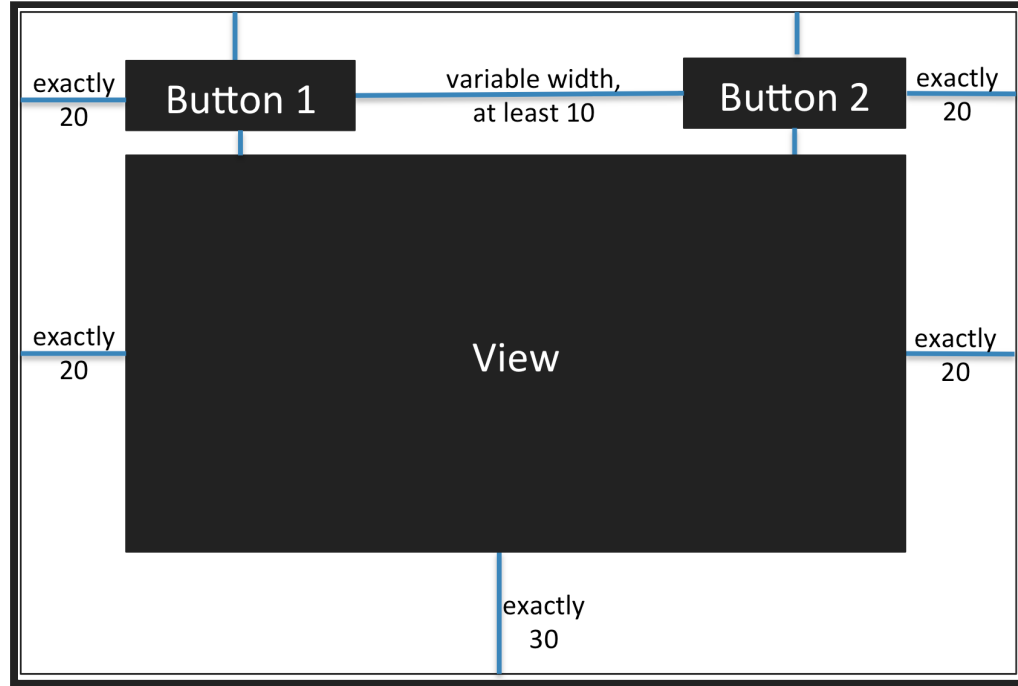 exactly
20
Button 1
variable width,
at least 10
Button 2
exactly
20
exactly
20
View
exactly
20
exactly
30